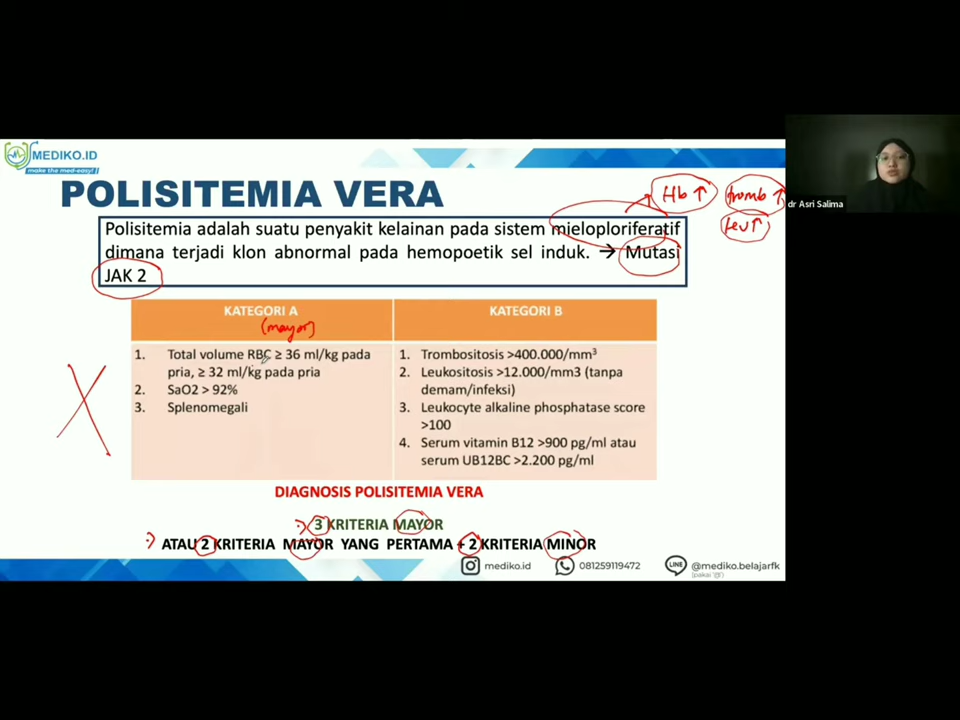 MEDIKO.ID
make the med-easy!
POLISITEMIA VERA
Hb ↑
tromb ↑
leu ↑
dr Asri Salima
Polisitemia adalah suatu penyakit kelainan pada sistem mieloploriferatif
dimana terjadi klon abnormal pada hemopoetik sel induk. → Mutasi
JAK 2
KATEGORI A
(mayor)
1. Total volume RBC ≥ 36 ml/kg pada
pria, ≥ 32 ml/kg pada pria
2. SaO2 > 92%
3. Splenomegali
KATEGORI B
1. Trombositosis >400.000/mm³
2. Leukositosis >12.000/mm3 (tanpa
demam/infeksi)
3. Leukocyte alkaline phosphatase score
>100
4. Serum vitamin B12 >900 pg/ml atau
serum UB12BC >2.200 pg/ml
DIAGNOSIS POLISITEMIA VERA
3 KRITERIA MAYOR
ATAU 2 KRITERIA MAYOR YANG PERTAMA + 2 KRITERIA MINOR
mediko.id
081259119472
LINE
@mediko.belajarfk
(pakai '@')